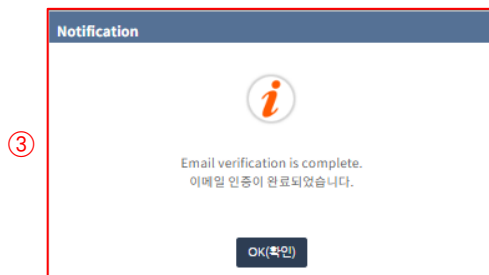 Notification
③
Email verification is complete.
이메일 인증이 완료되었습니다.
OK(확인)